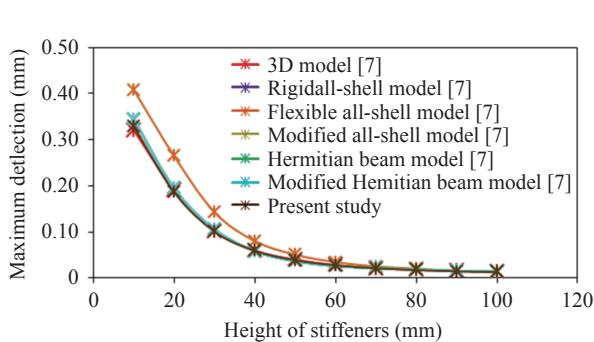 0.50
0.40
0.30
0.20
0.10
0
Maximum detlection (mm)
3D model [7]
Rigidall-shell model [7]
Flexible all-shell model [7]
Modified all-shell model [7]
Hermitian beam model [7]
Modified Hemitian beam model [7]
Present study
0 20 40 60 80 100 120
Height of stiffeners (mm)